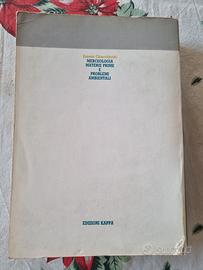 MERCEOLOGIA
MATERIE PRIME
E
PROBLEMI
AMBIENTALI
EDIZIONI KAPPA